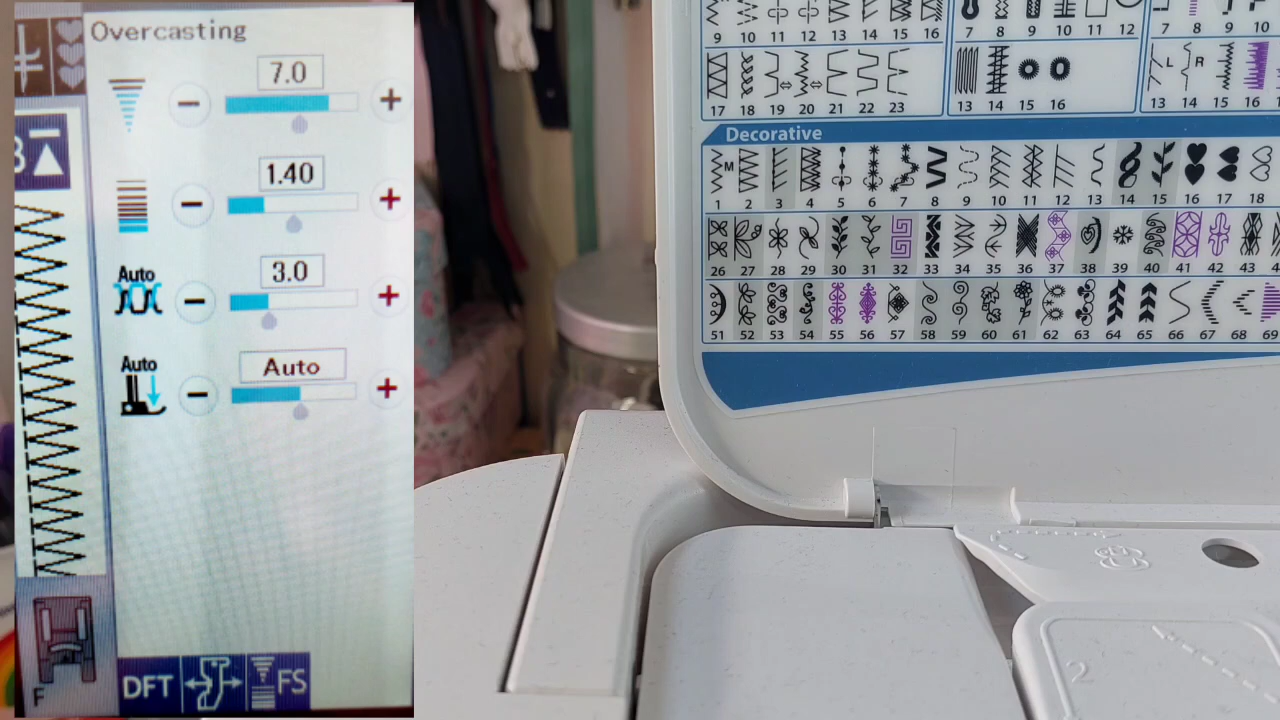 Overcasting
7.0
1.40
Auto
3.0
Auto
Auto
F
DFT
FS
9 10 11 12 13 14 15 16
17 18 19 20 21 22 23
7 8 9 10 11 12
13 14 15 16
7 8 9 10
L R
13 14 15 16
Decorative
M
1 2 3 4 5 6 7 8 9 10 11 12 13 14 15 16 17 18
26 27 28 29 30 31 32 33 34 35 36 37 38 39 40 41 42 43
51 52 53 54 55 56 57 58 59 60 61 62 63 64 65 66 67 68 69
2